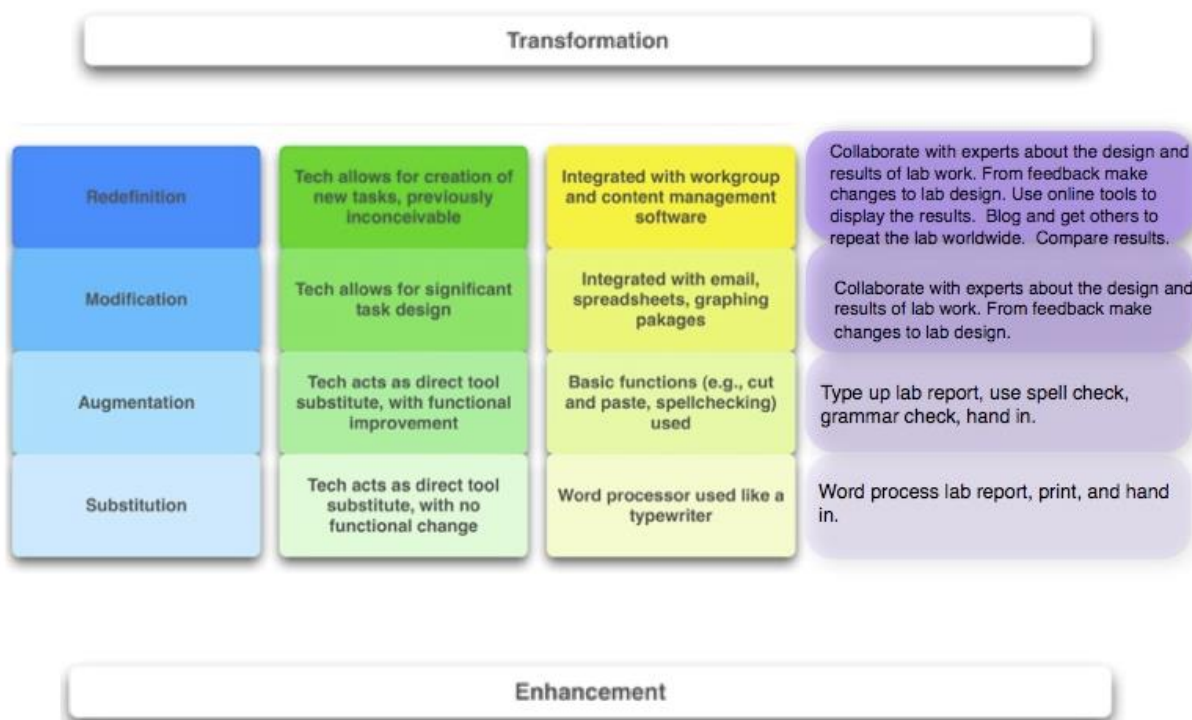 Transformation
Redefinition
Tech allows for creation of
new tasks, previously
inconceivable
Integrated with workgroup
and content management
software
Collaborate with experts about the design and
results of lab work. From feedback make
changes to lab design. Use online tools to
display the results. Blog and get others to
repeat the lab worldwide. Compare results.
Modification
Tech allows for significant
task design
Integrated with email,
spreadsheets, graphing
pakages
Collaborate with experts about the design and
results of lab work. From feedback make
changes to lab design.
Augmentation
Tech acts as direct tool
substitute, with functional
improvement
Basic functions (e.g., cut
and paste, spellchecking)
used
Type up lab report, use spell check,
grammar check, hand in.
Substitution
Tech acts as direct tool
substitute, with no
functional change
Word processor used like a
typewriter
Word process lab report, print, and hand
in.
Enhancement